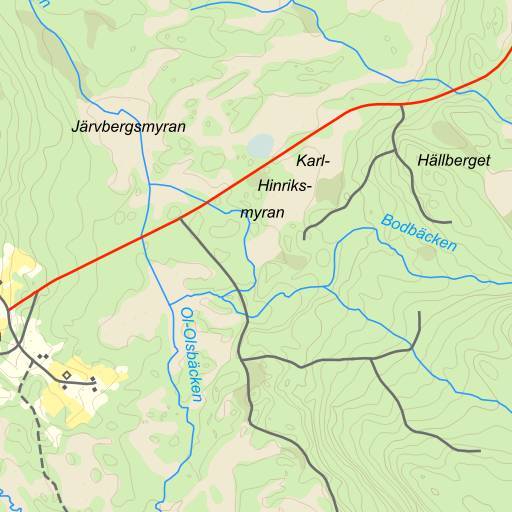 Järvbergsmyran
Karl-
Hinriks-
myran
Hällberget
Bodbäcken
Ol-Olsbäcken